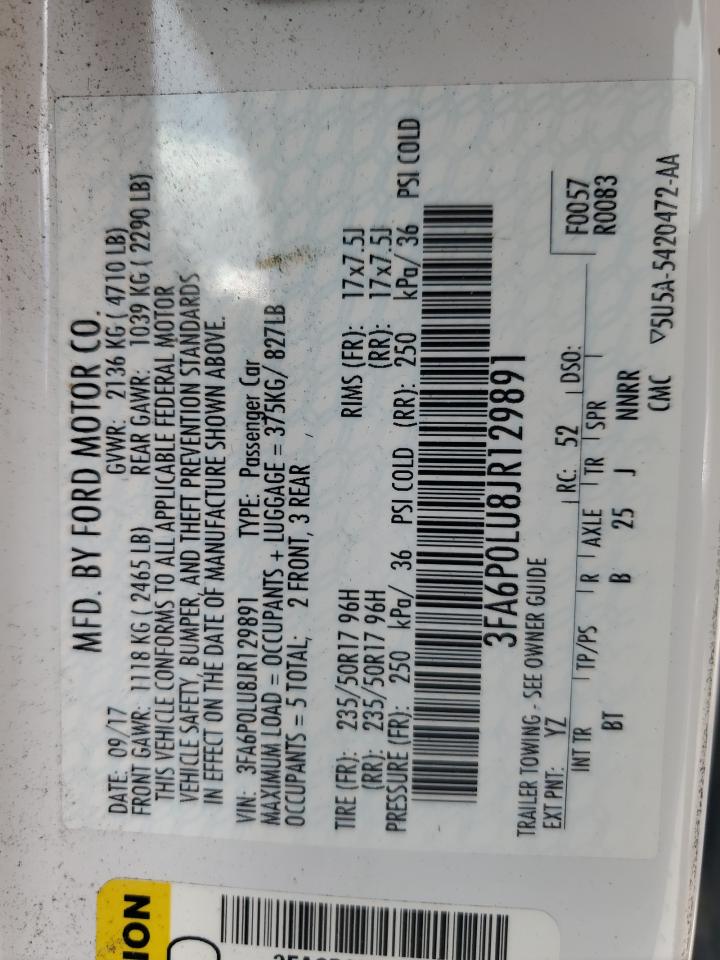 MFD. BY FORD MOTOR CO.
DATE: 09/17 GVWR: 2136 KG ( 4710 LB)
FRONT GAWR: 1118 KG ( 2465 LB) REAR GAWR: 1039 KG ( 2290 LB)
THIS VEHICLE CONFORMS TO ALL APPLICABLE FEDERAL MOTOR
VEHICLE SAFETY, BUMPER, AND THEFT PREVENTION STANDARDS
IN EFFECT ON THE DATE OF MANUFACTURE SHOWN ABOVE.
VIN: 3FA6P0LU8JR129891 TYPE: Passenger Car
MAXIMUM LOAD = OCCUPANTS + LUGGAGE = 375KG/ 827LB
OCCUPANTS = 5 TOTAL, 2 FRONT, 3 REAR
TIRE (FR): 235/50R17 96H RIMS (FR): 17x7.5J
(RR): 235/50R17 96H (RR): 17x7.5J
PRESSURE (FR): 250 kPa/ 36 PSI COLD (RR): 250 kPa/ 36 PSI COLD
3FA6P0LU8JR129891
TRAILER TOWING - SEE OWNER GUIDE
EXT PNT: YZ RC: 52 DSO: F0057
R0083
INT TR TP/PS R AXLE TR SPR
BT B 25 J NNRR
CMC ▽5U5A-5420472-AA
ION